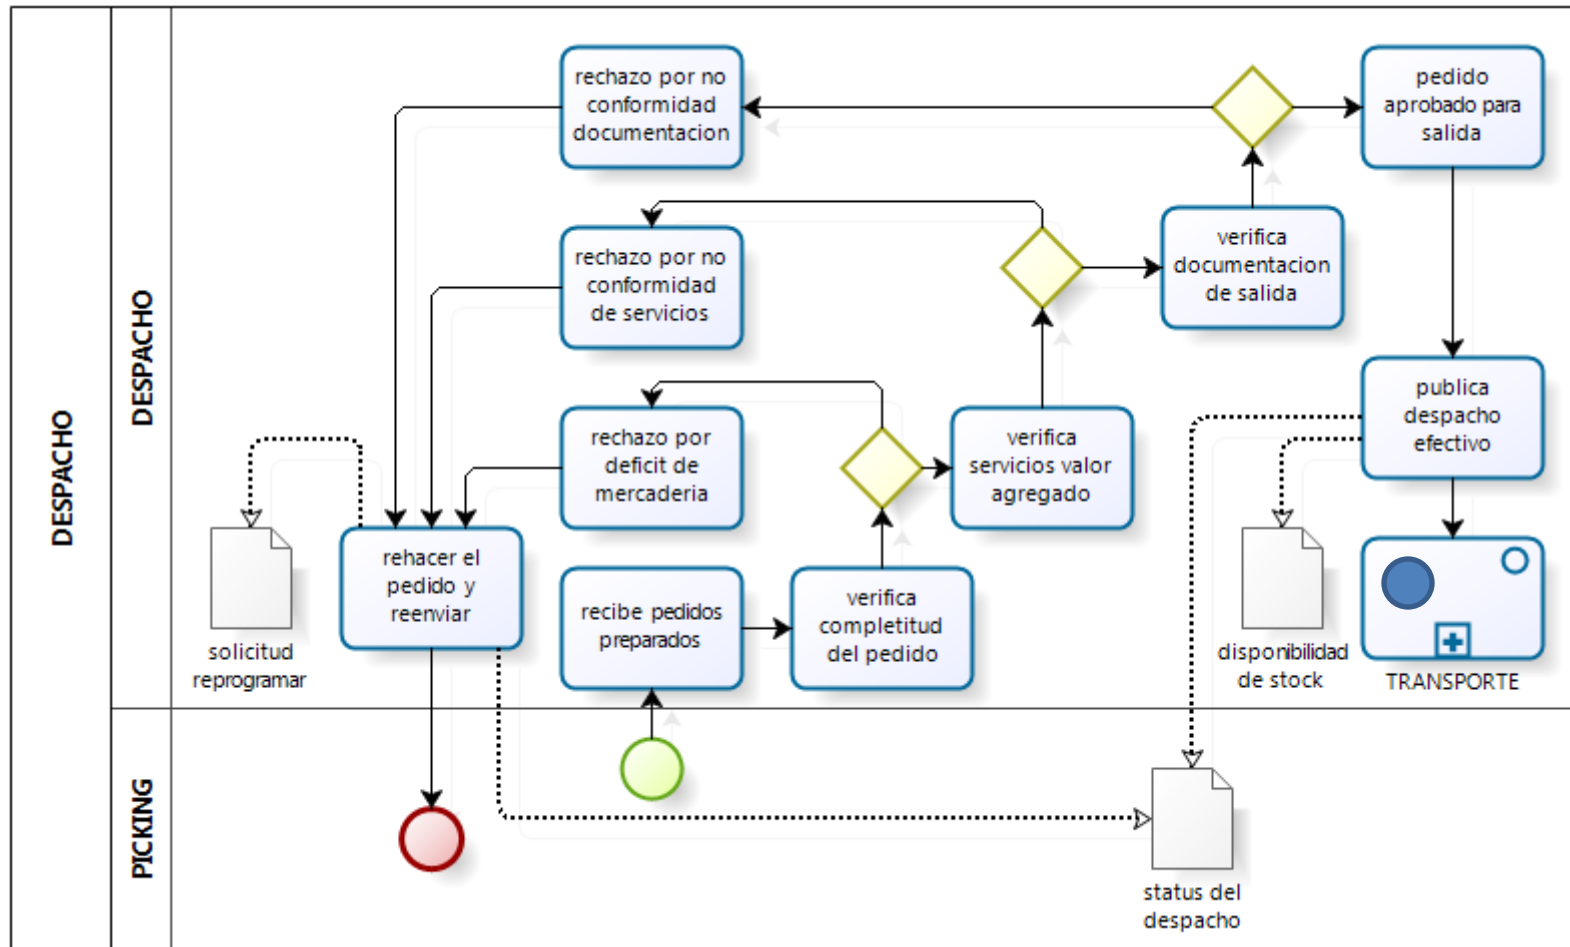 DESPACHO
DESPACHO
PICKING
rechazo por no
conformidad
documentacion
pedido
aprobado para
salida
rechazo por no
conformidad
de servicios
verifica
documentacion
de salida
rechazo por
deficit de
mercaderia
verifica
servicios valor
agregado
publica
despacho
efectivo
rehacer el
pedido y
reenviar
recibe pedidos
preparados
verifica
completitud
del pedido
solicitud
reprogramar
disponibilidad
de stock
TRANSPORTE
status del
despacho